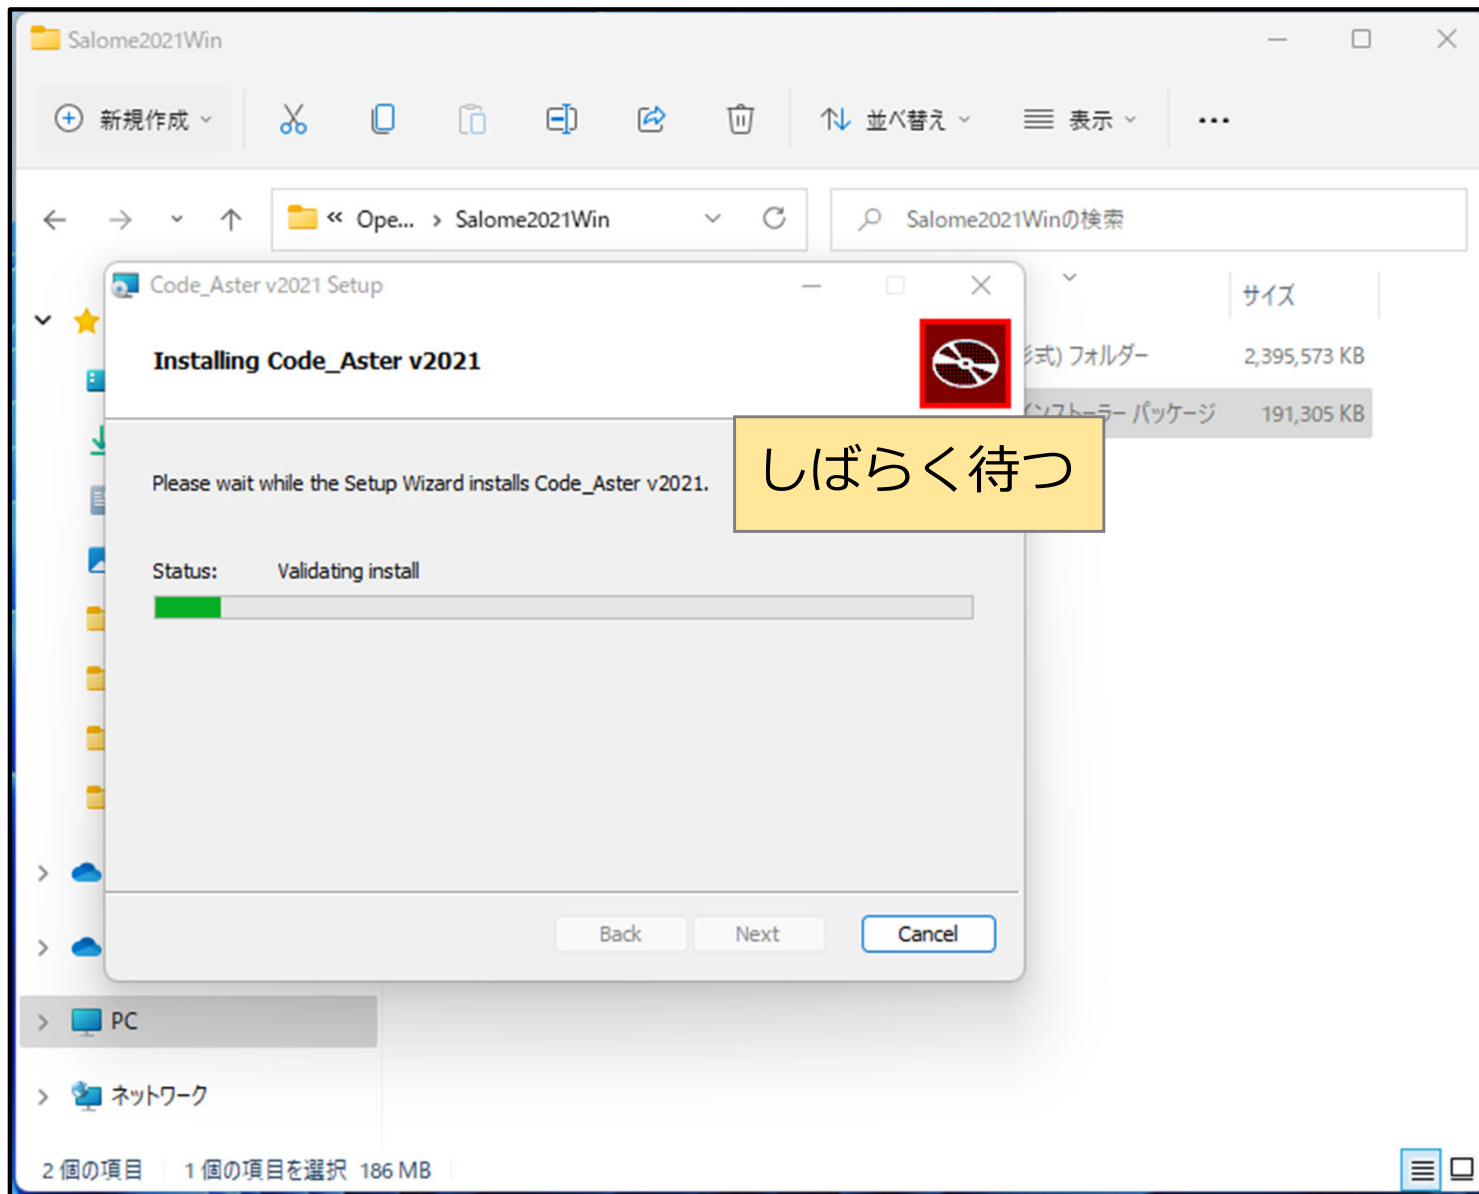 Salome2021Win
新規作成
並べ替え
表示
« Ope... › Salome2021Win
Salome2021Winの検索
Code_Aster v2021 Setup
サイズ
Installing Code_Aster v2021
式) フォルダー 2,395,573 KB
インストーラー パッケージ 191,305 KB
しばらく待つ
Please wait while the Setup Wizard installs Code_Aster v2021.
Status: Validating install
Back Next Cancel
PC
ネットワーク
2 個の項目 1 個の項目を選択 186 MB